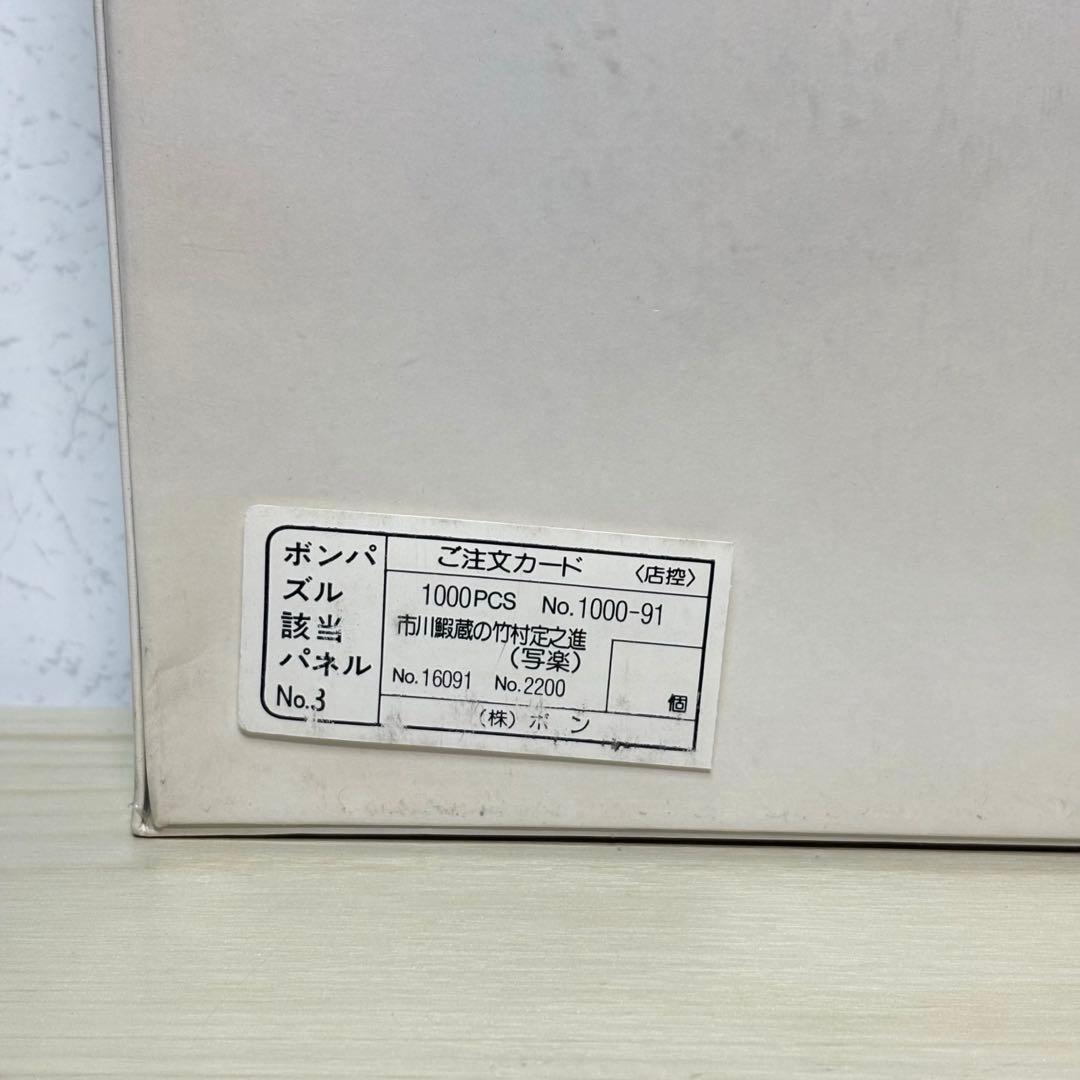 ボンパ
ズル
該当
パネル
No.3
ご注文カード 〈店控〉
1000PCS No.1000-91
市川鰕蔵の竹村定之進
(写楽)
No.16091 No.2200
個
(株)ボン